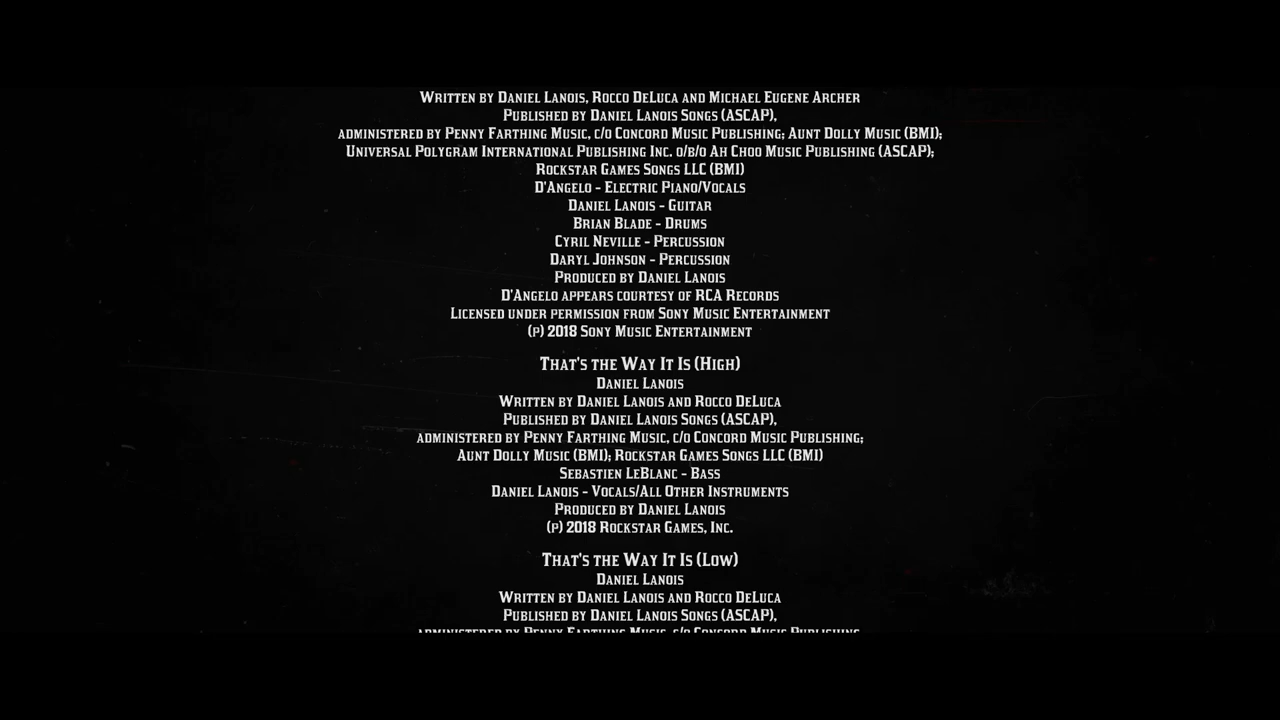 Written by Daniel Lanois, Rocco DeLuca and Michael Eugene Archer
Published by Daniel Lanois Songs (ASCAP),
administered by Penny Farthing Music, c/o Concord Music Publishing; Aunt Dolly Music (BMI);
Universal Polygram International Publishing Inc. o/b/o Ah Choo Music Publishing (ASCAP);
Rockstar Games Songs LLC (BMI)
D'Angelo - Electric Piano/Vocals
Daniel Lanois - Guitar
Brian Blade - Drums
Cyril Neville - Percussion
Daryl Johnson - Percussion
Produced by Daniel Lanois
D'Angelo appears courtesy of RCA Records
Licensed under permission from Sony Music Entertainment
(p) 2018 Sony Music Entertainment
That's the Way It Is (High)
Daniel Lanois
Written by Daniel Lanois and Rocco DeLuca
Published by Daniel Lanois Songs (ASCAP),
administered by Penny Farthing Music, c/o Concord Music Publishing;
Aunt Dolly Music (BMI); Rockstar Games Songs LLC (BMI)
Sebastien LeBlanc - Bass
Daniel Lanois - Vocals/All Other Instruments
Produced by Daniel Lanois
(p) 2018 Rockstar Games, Inc.
That's the Way It Is (Low)
Daniel Lanois
Written by Daniel Lanois and Rocco DeLuca
Published by Daniel Lanois Songs (ASCAP),
administered by Penny Farthing Music, c/o Concord Music Publishing